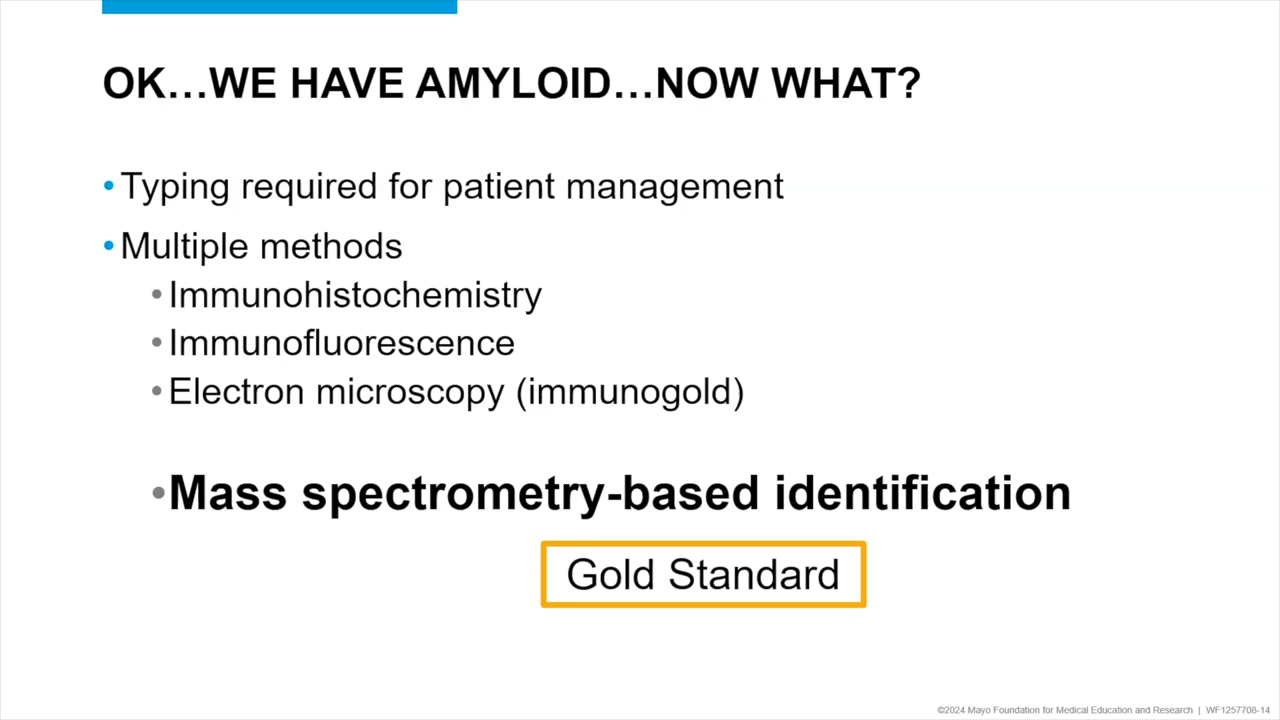 OK…WE HAVE AMYLOID…NOW WHAT?
• Typing required for patient management
• Multiple methods
• Immunohistochemistry
• Immunofluorescence
• Electron microscopy (immunogold)
• Mass spectrometry-based identification
Gold Standard
©2024 Mayo Foundation for Medical Education and Research | WF1257708-14